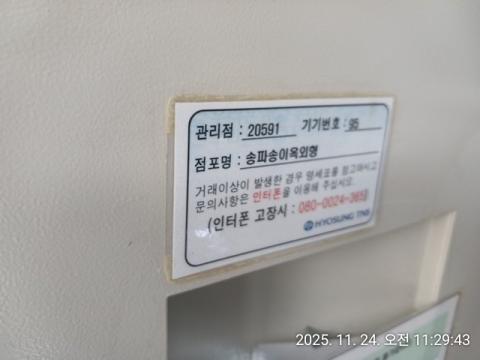 관리점 : 20591 기기번호 : 95
점포명 : 송파송이옥외형
거래이상이 발생한 경우 명세표를 참고하시고
문의사항은 인터폰을 이용해 주십시오.
(인터폰 고장시 : 080-0024-365)
HYOSUNG TNS
2025. 11. 24. 오전 11:29:43